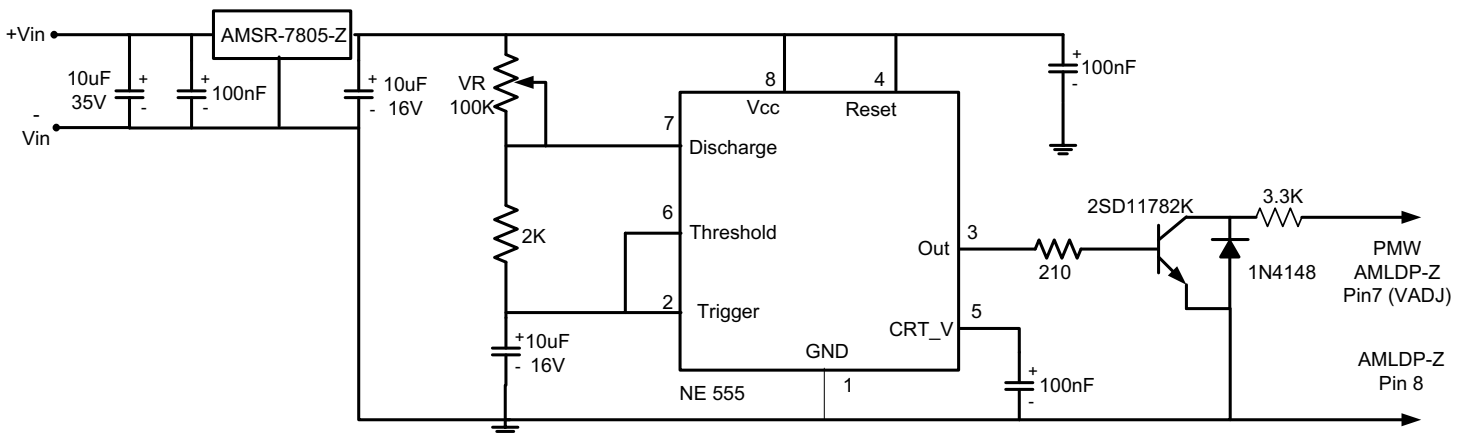 +Vin
AMSR-7805-Z
10uF
35V
+
-
+
-
100nF
+
-
10uF
16V
-
Vin
VR
100K
8
4
Vcc
Reset
+
-
100nF
7
Discharge
2K
6
Threshold
2
Trigger
+
-
10uF
16V
Out
3
210
2SD11782K
3.3K
1N4148
PMW
AMLDP-Z
Pin7 (VADJ)
CRT_V
5
GND
1
NE 555
+
-
100nF
AMLDP-Z
Pin 8